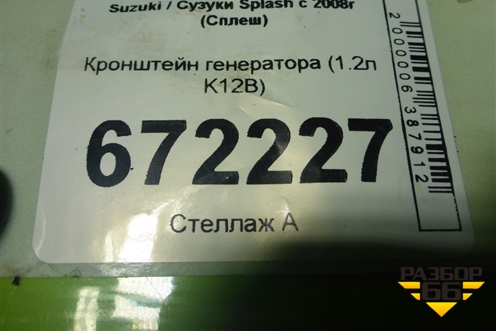 Suzuki / Сузуки Splash с 2008г
(Сплеш)
Кронштейн генератора (1.2л
K12B)
672227
Стеллаж А
2000006387912
РАЗБОР
66